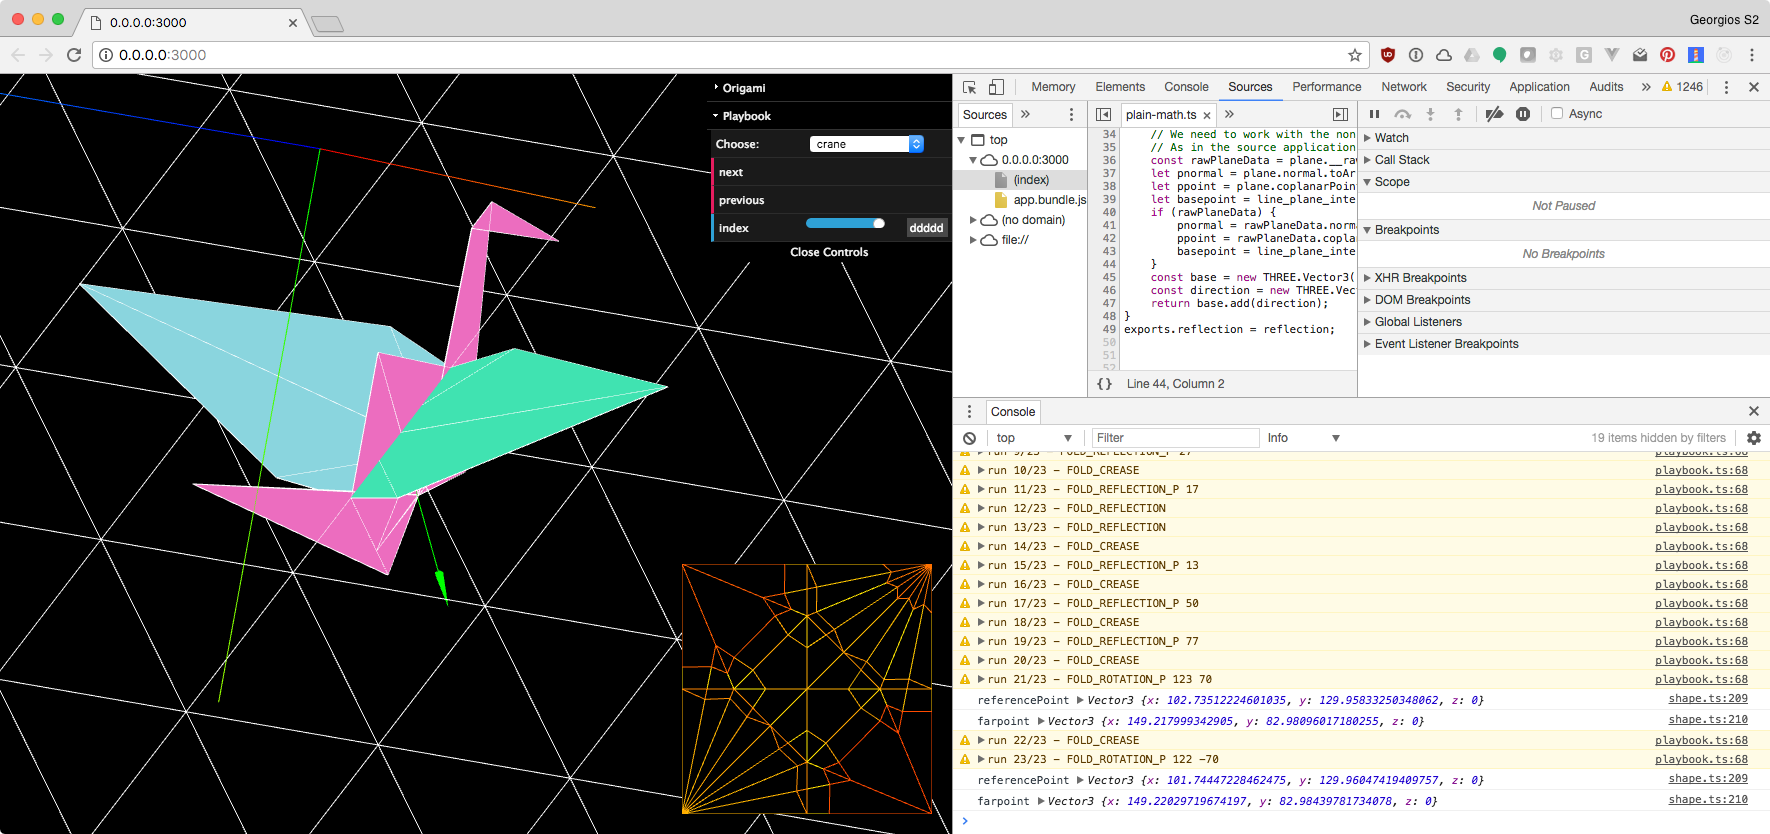 0.0.0.0:3000
Georgios S2
0.0.0.0:3000
Origami
Playbook
Choose: crane
next
previous
index ddddd
Close Controls
Memory Elements Console Sources Performance Network Security Application Audits » 1246
Sources »
plain-math.ts × »
Async
top
0.0.0.0:3000
(index)
app.bundle.js
(no domain)
file://
34 // We need to work with the non
35 // As in the source application
36 const rawPlaneData = plane.__ra
37 let pnormal = plane.normal.toAr
38 let ppoint = plane.coplanarPoin
39 let basepoint = line_plane_inte
40 if (rawPlaneData) {
41 pnormal = rawPlaneData.norma
42 ppoint = rawPlaneData.copla
43 basepoint = line_plane_inte
44 }
45 const base = new THREE.Vector3(
46 const direction = new THREE.Vec
47 return base.add(direction);
48 }
49 exports.reflection = reflection;
50
51
52
{} Line 44, Column 2
Watch
Call Stack
Scope
Not Paused
Breakpoints
No Breakpoints
XHR Breakpoints
DOM Breakpoints
Global Listeners
Event Listener Breakpoints
Console
top Filter Info 19 items hidden by filters
run 9/23 - FOLD_REFLECTION_P 27 playbook.ts:68
run 10/23 - FOLD_CREASE playbook.ts:68
run 11/23 - FOLD_REFLECTION_P 17 playbook.ts:68
run 12/23 - FOLD_REFLECTION playbook.ts:68
run 13/23 - FOLD_REFLECTION playbook.ts:68
run 14/23 - FOLD_CREASE playbook.ts:68
run 15/23 - FOLD_REFLECTION_P 13 playbook.ts:68
run 16/23 - FOLD_CREASE playbook.ts:68
run 17/23 - FOLD_REFLECTION_P 50 playbook.ts:68
run 18/23 - FOLD_CREASE playbook.ts:68
run 19/23 - FOLD_REFLECTION_P 77 playbook.ts:68
run 20/23 - FOLD_CREASE playbook.ts:68
run 21/23 - FOLD_ROTATION_P 123 70 playbook.ts:68
referencePoint Vector3 {x: 102.73512224601035, y: 129.95833250348062, z: 0} shape.ts:209
farpoint Vector3 {x: 149.217999342905, y: 82.98096017180255, z: 0} shape.ts:210
run 22/23 - FOLD_CREASE playbook.ts:68
run 23/23 - FOLD_ROTATION_P 122 -70 playbook.ts:68
referencePoint Vector3 {x: 101.74447228462475, y: 129.96047419409757, z: 0} shape.ts:209
farpoint Vector3 {x: 149.22029719674197, y: 82.98439781734078, z: 0} shape.ts:210